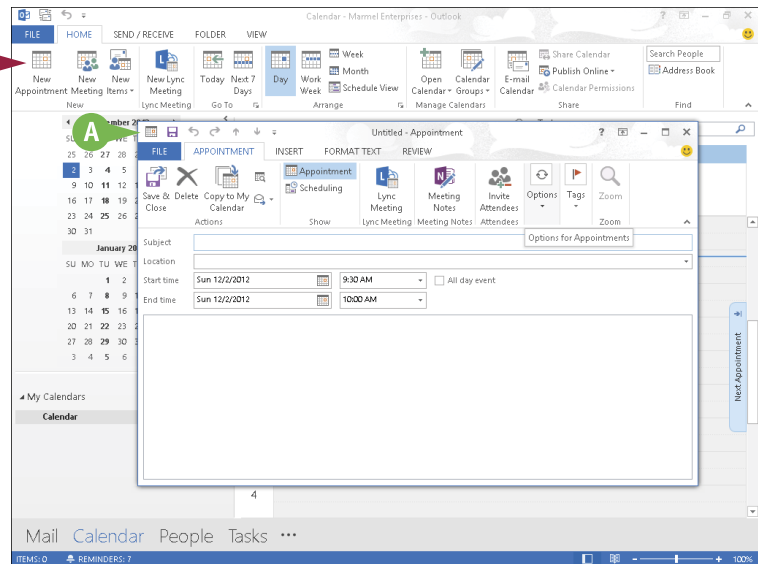 Calendar - Marmel Enterprises - Outlook
FILE HOME SEND / RECEIVE FOLDER VIEW
New Appointment
New Meeting
New Items
New Lync Meeting
Today
Next 7 Days
Day
Work Week
Week
Month
Schedule View
Open Calendar
Calendar Groups
E-mail Calendar
Share Calendar
Publish Online
Calendar Permissions
Search People
Address Book
New
Lync Meeting
Go To
Arrange
Manage Calendars
Share
Find
A
25 26 27 28
2 3 4 5
9 10 11 12
16 17 18 19
23 24 25 26
30 31
January 20
SU MO TU WE T
1 2
6 7 8 9
13 14 15 16
20 21 22 23
27 28 29 30
3 4 5 6
My Calendars
Calendar
Untitled - Appointment
FILE APPOINTMENT INSERT FORMAT TEXT REVIEW
Save & Close
Delete
Copy to My Calendar
Appointment
Scheduling
Lync Meeting
Meeting Notes
Invite Attendees
Options
Tags
Zoom
Actions
Show
Lync Meeting
Meeting Notes
Attendees
Zoom
Options for Appointments
Subject
Location
Start time Sun 12/2/2012 9:30 AM All day event
End time Sun 12/2/2012 10:00 AM
Next Appointment
4
Mail Calendar People Tasks
ITEMS: 0 REMINDERS: 7 100%